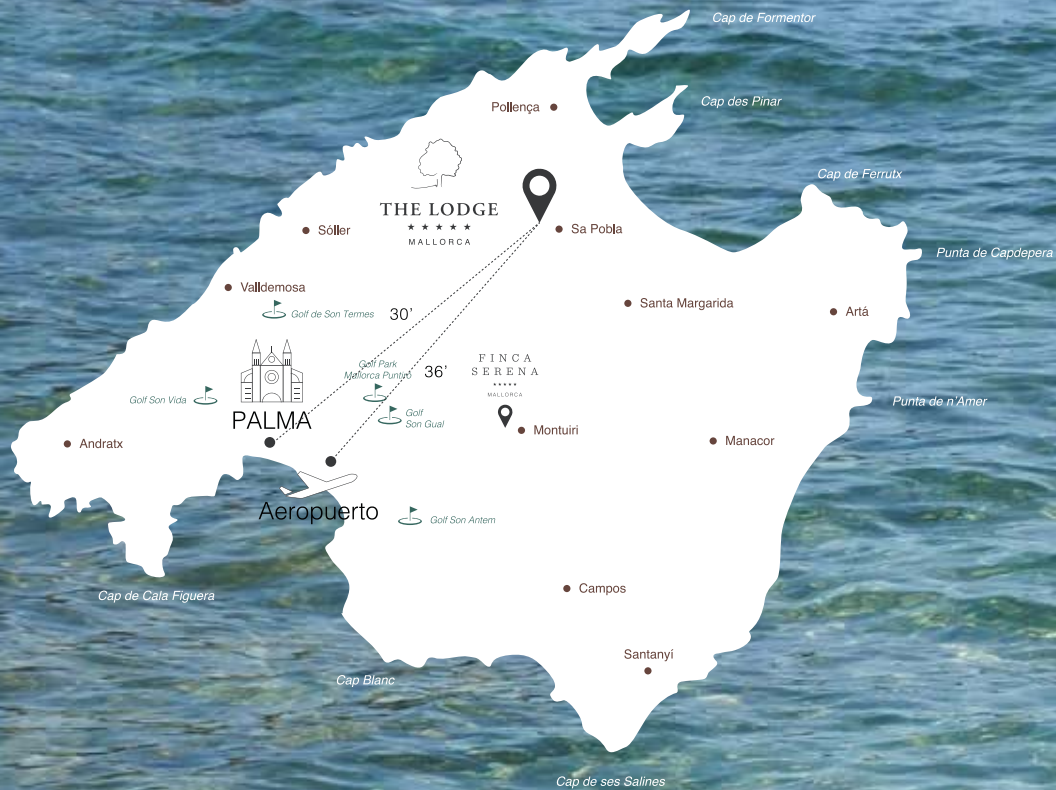 Cap de Formentor
Cap des Pinar
Pollença
Cap de Ferrutx
THE LODGE
★ ★ ★ ★ ★
MALLORCA
Sóller
Sa Pobla
Punta de Capdepera
Valldemosa
Golf de Son Termes
30’
Santa Margarida
Artá
FINCA
SERENA
★★★★★
MALLORCA
Golf Park
Mallorca Puntiró
36’
Golf Son Vida
Golf
Son Gual
PALMA
Punta de n’Amer
Andratx
Montuiri
Manacor
Aeropuerto
Golf Son Antem
Cap de Cala Figuera
Campos
Santanyí
Cap Blanc
Cap de ses Salines